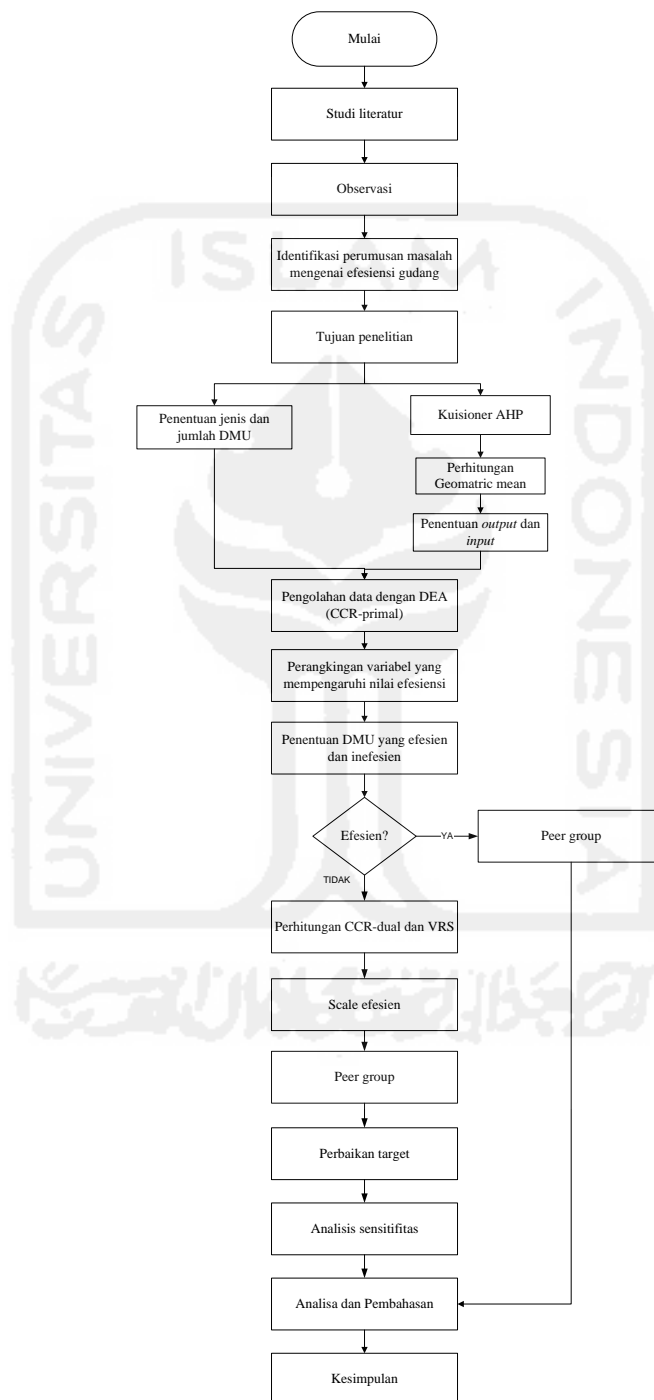 Mulai
Studi literatur
Observasi
Identifikasi perumusan masalah
mengenai efesiensi gudang
Tujuan penelitian
Penentuan jenis dan
jumlah DMU
Kuisioner AHP
Perhitungan
Geomatric mean
Penentuan output dan
input
Pengolahan data dengan DEA
(CCR-primal)
Perangkingan variabel yang
mempengaruhi nilai efesiensi
Penentuan DMU yang efesien
dan inefesien
Efesien?
YA
Peer group
TIDAK
Perhitungan CCR-dual dan VRS
Scale efesien
Peer group
Perbaikan target
Analisis sensitifitas
Analisa dan Pembahasan
Kesimpulan
UNIVERSITAS
ISLAM
INDONESIA